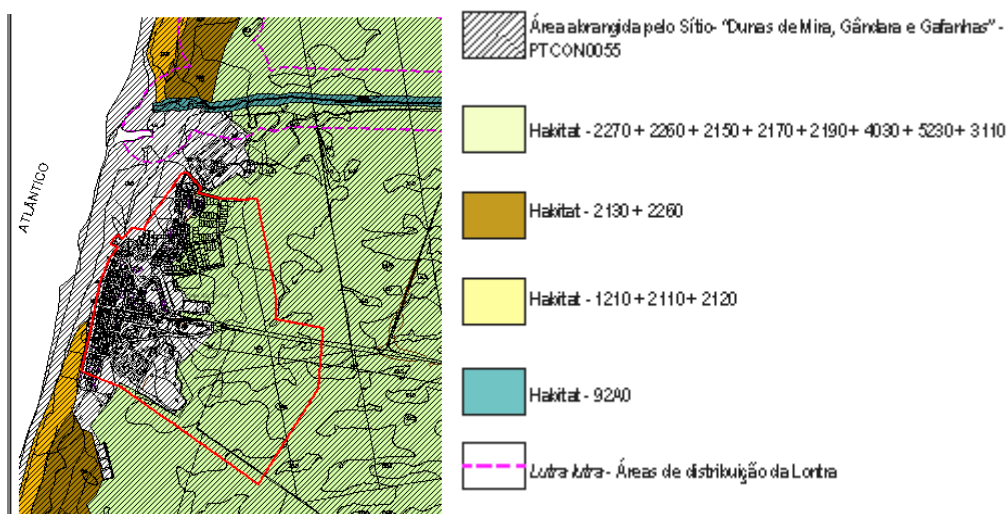 ATLÂNTICO
Área abrangida pelo Sítio- "Dunas de Mira, Gândara e Gafanhas" -
PTCON0055
Habitat - 2270 + 2260 + 2150 + 2170 + 2190 + 4030 + 5230 + 3110
Habitat - 2130 + 2260
Habitat - 1210 + 2110 + 2120
Habitat - 92A0
Lutra lutra - Áreas de distribuição da Lontra